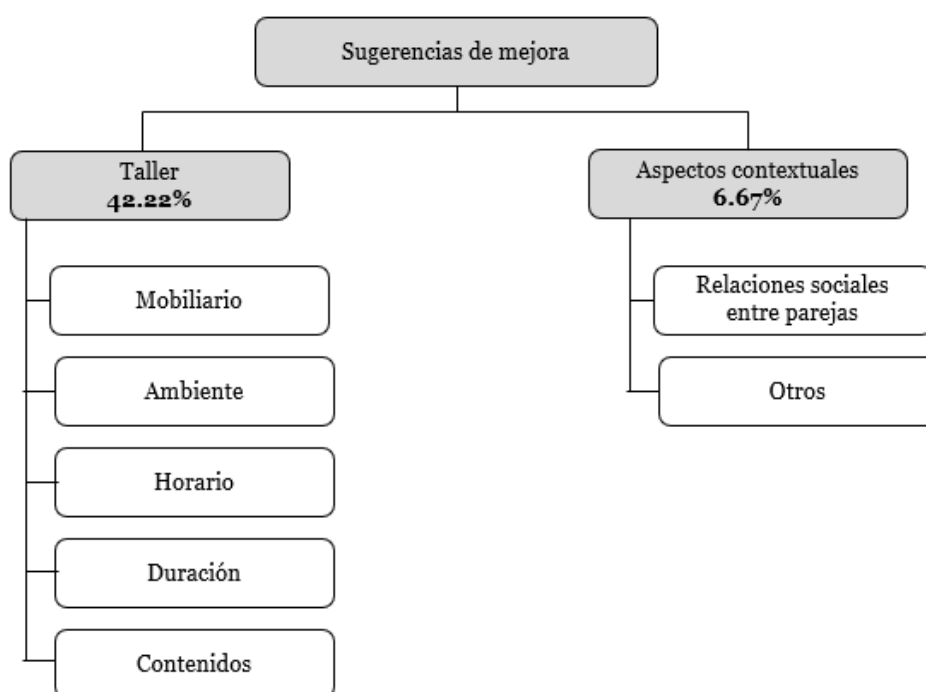 Sugerencias de mejora
Taller
42.22%
Mobiliario
Ambiente
Horario
Duración
Contenidos
Aspectos contextuales
6.67%
Relaciones sociales
entre parejas
Otros